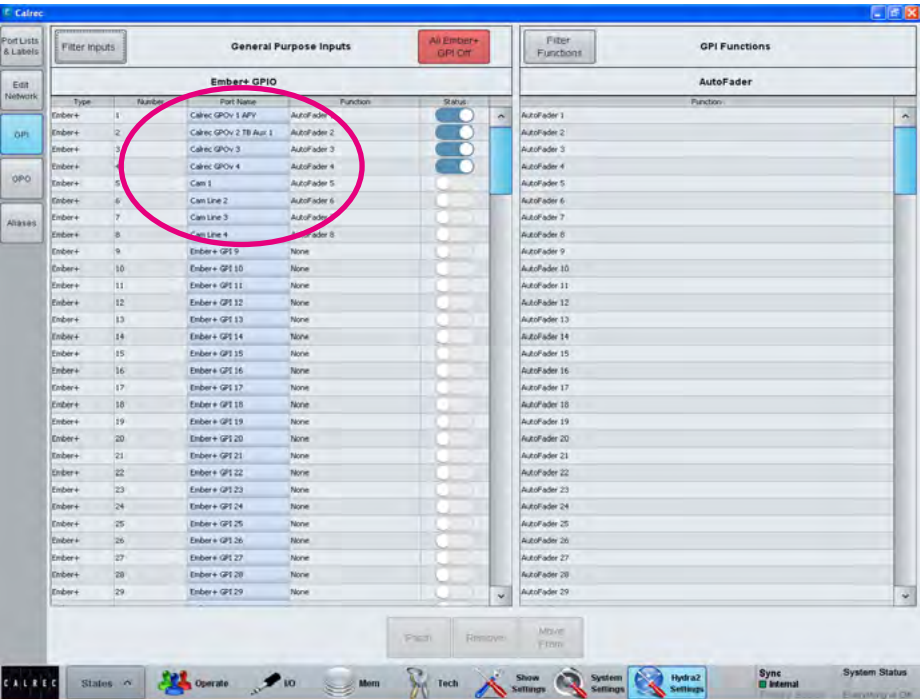 Calrec
Port Lists & Labels
Edit Network
GPI
GPO
Aliases
Filter Inputs
General Purpose Inputs
All Ember+ GPI Off
Filter Functions
GPI Functions
Ember+ GPIO
AutoFader
Type Number Port Name Function Status
Function
Ember+ 1 Calrec GPOv 1 APV AutoFader AutoFader 1
Ember+ 2 Calrec GPOv 2 TB Aux 1 AutoFader 2 AutoFader 2
Ember+ 3 Calrec GPOv 3 AutoFader 3 AutoFader 3
Ember+ 4 Calrec GPOv 4 AutoFader 4 AutoFader 4
Ember+ 5 Cam 1 AutoFader 5 AutoFader 5
Ember+ 6 Cam Line 2 AutoFader 6 AutoFader 6
Ember+ 7 Cam Line 3 AutoFader AutoFader 7
Ember+ 8 Cam Line 4 AutoFader 8 AutoFader 8
Ember+ 9 Ember+ GPI 9 None AutoFader 9
Ember+ 10 Ember+ GPI 10 None AutoFader 10
Ember+ 11 Ember+ GPI 11 None AutoFader 11
Ember+ 12 Ember+ GPI 12 None AutoFader 12
Ember+ 13 Ember+ GPI 13 None AutoFader 13
Ember+ 14 Ember+ GPI 14 None AutoFader 14
Ember+ 15 Ember+ GPI 15 None AutoFader 15
Ember+ 16 Ember+ GPI 16 None AutoFader 16
Ember+ 17 Ember+ GPI 17 None AutoFader 17
Ember+ 18 Ember+ GPI 18 None AutoFader 18
Ember+ 19 Ember+ GPI 19 None AutoFader 19
Ember+ 20 Ember+ GPI 20 None AutoFader 20
Ember+ 21 Ember+ GPI 21 None AutoFader 21
Ember+ 22 Ember+ GPI 22 None AutoFader 22
Ember+ 23 Ember+ GPI 23 None AutoFader 23
Ember+ 24 Ember+ GPI 24 None AutoFader 24
Ember+ 25 Ember+ GPI 25 None AutoFader 25
Ember+ 26 Ember+ GPI 26 None AutoFader 26
Ember+ 27 Ember+ GPI 27 None AutoFader 27
Ember+ 28 Ember+ GPI 28 None AutoFader 28
Ember+ 29 Ember+ GPI 29 None AutoFader 29
Patch
Remove
Move From
CALREC
States
Operate
I/O
Mem
Tech
Show Settings
System Settings
Hydra2 Settings
Sync
Internal
System Status